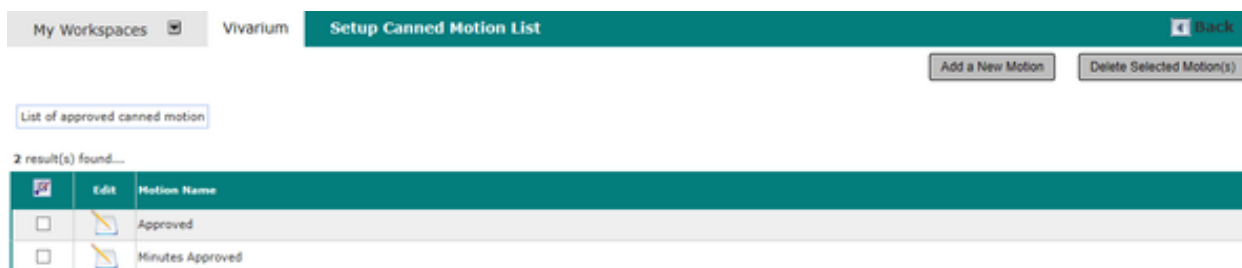 My Workspaces Vivarium Setup Canned Motion List Back
Add a New Motion Delete Selected Motion(s)
List of approved canned motion
2 result(s) found....
Edit Motion Name
Approved
Minutes Approved